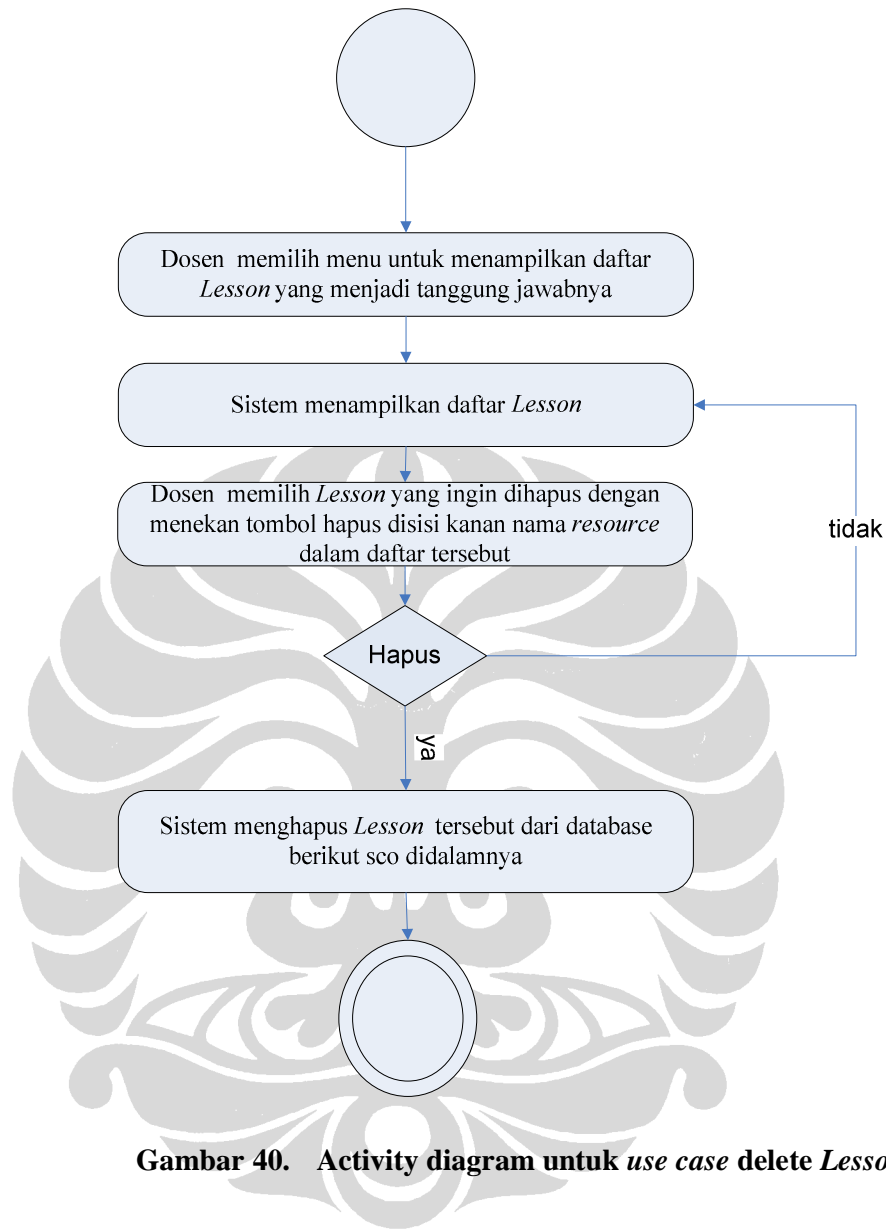 Dosen memilih menu untuk menampilkan daftar
Lesson yang menjadi tanggung jawabnya
Sistem menampilkan daftar Lesson
Dosen memilih Lesson yang ingin dihapus dengan
menekan tombol hapus disisi kanan nama resource
dalam daftar tersebut
tidak
Hapus
ya
Sistem menghapus Lesson tersebut dari database
berikut sco didalamnya
Gambar 40. Activity diagram untuk use case delete Lesso